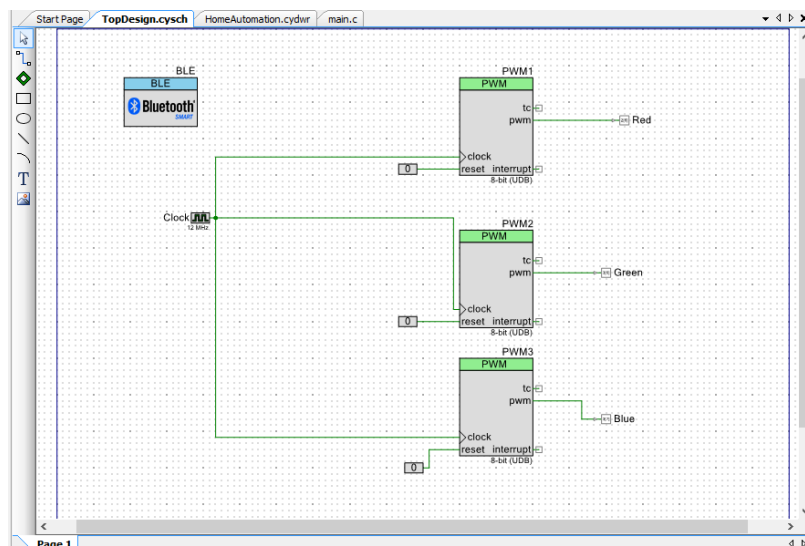 Start Page TopDesign.cysch HomeAutomation.cydwr main.c
BLE
BLE
Bluetooth
SMART
PWM1
PWM
tc
pwm
Red
clock
0
reset interrupt
8-bit (UDB)
Clock
12 MHz
PWM2
PWM
tc
pwm
Green
clock
0
reset interrupt
8-bit (UDB)
PWM3
PWM
tc
pwm
Blue
clock
reset interrupt
8-bit (UDB)
0
T
Page 1